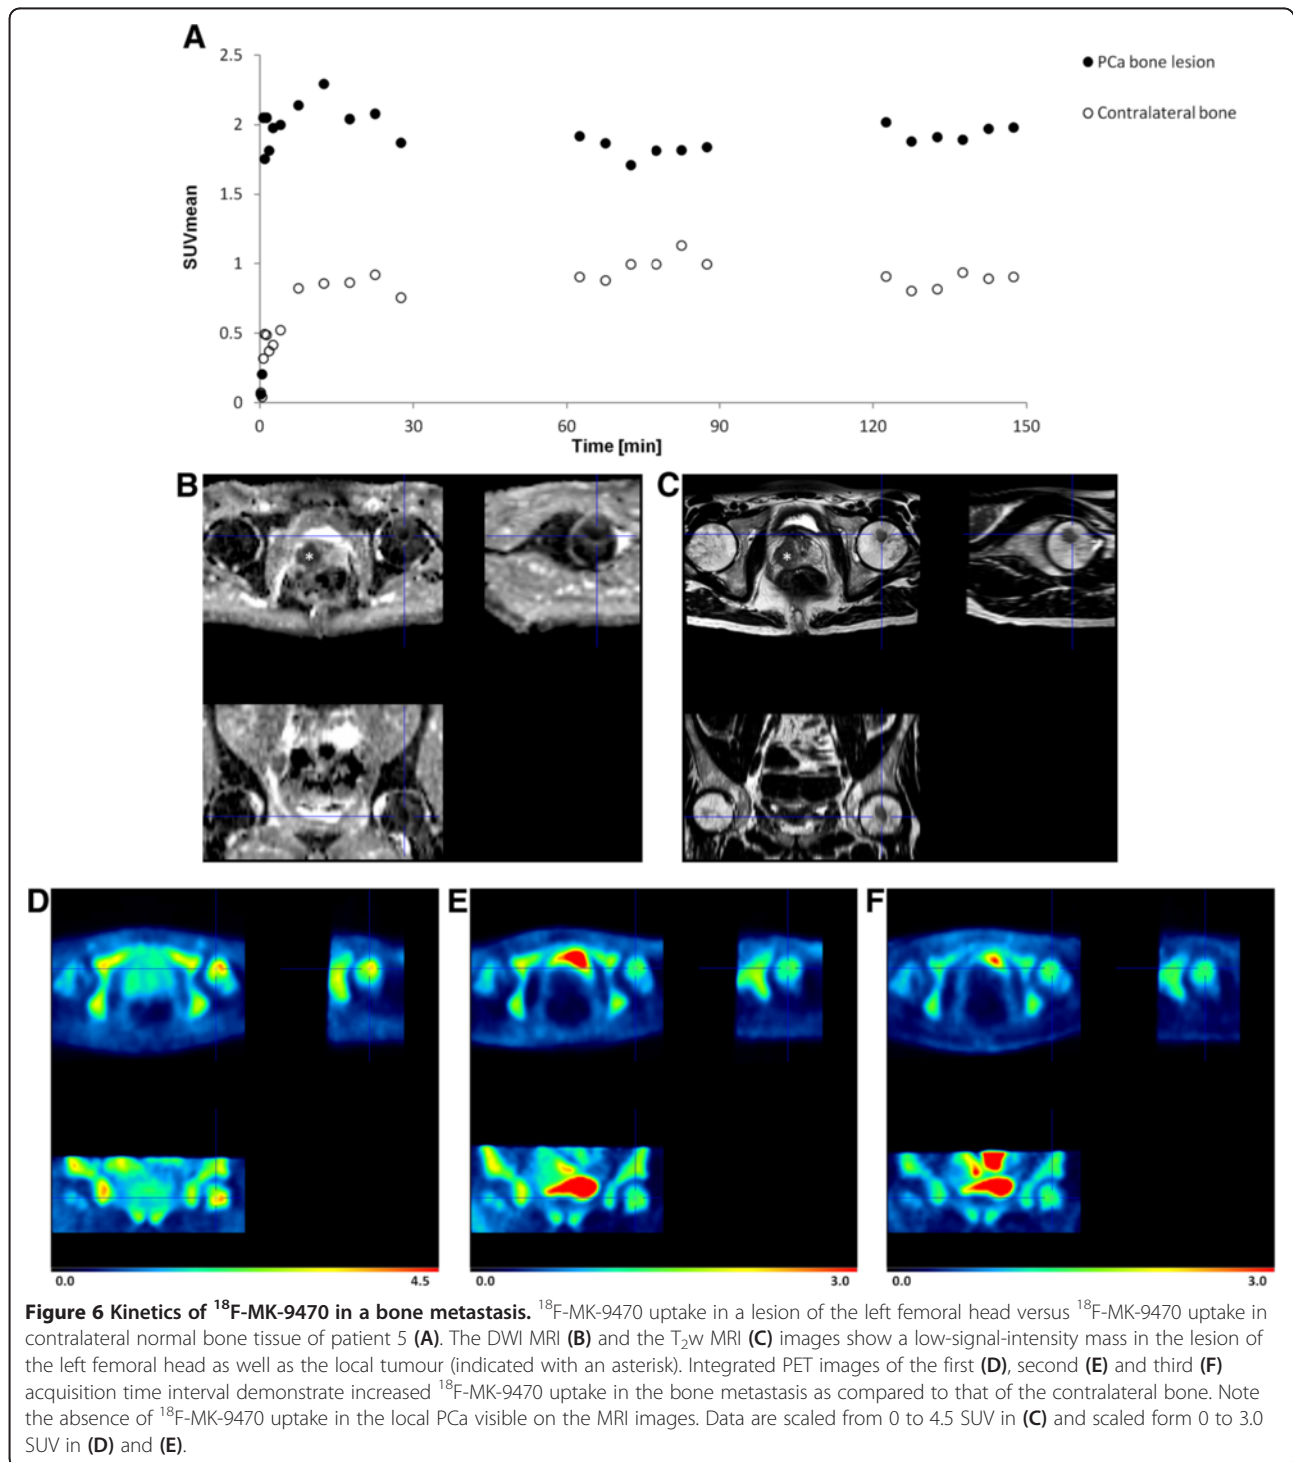 A
2.5
2
1.5
1
0.5
0
SUVmean
0 30 60 90 120 150
Time [min]
PCa bone lesion
Contralateral bone
B
*
C
*
D
0.0 4.5
E
0.0 3.0
F
0.0 3.0
Figure 6 Kinetics of ¹⁸F-MK-9470 in a bone metastasis. ¹⁸F-MK-9470 uptake in a lesion of the left femoral head versus ¹⁸F-MK-9470 uptake in
contralateral normal bone tissue of patient 5 (A). The DWI MRI (B) and the T₂w MRI (C) images show a low-signal-intensity mass in the lesion of
the left femoral head as well as the local tumour (indicated with an asterisk). Integrated PET images of the first (D), second (E) and third (F)
acquisition time interval demonstrate increased ¹⁸F-MK-9470 uptake in the bone metastasis as compared to that of the contralateral bone. Note
the absence of ¹⁸F-MK-9470 uptake in the local PCa visible on the MRI images. Data are scaled from 0 to 4.5 SUV in (C) and scaled form 0 to 3.0
SUV in (D) and (E).